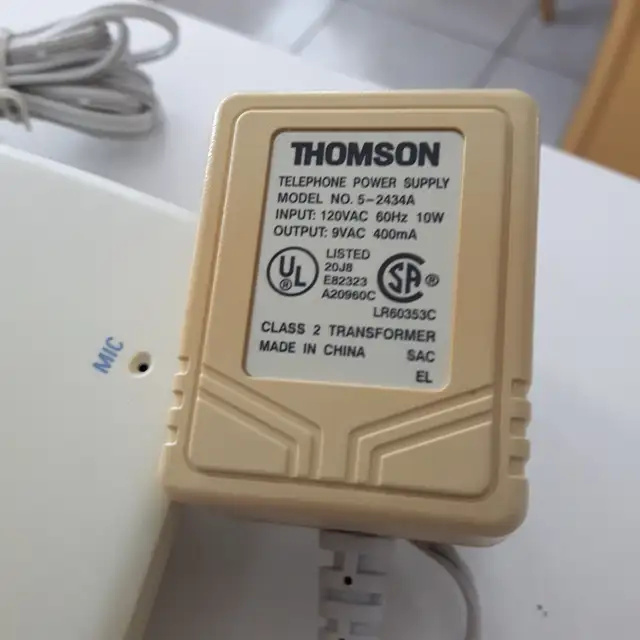 THOMSON
TELEPHONE POWER SUPPLY
MODEL NO. 5-2434A
INPUT: 120VAC 60Hz 10W
OUTPUT: 9VAC 400mA
UL ®
LISTED
20J8
E82323
A20960C
SA ®
LR60353C
CLASS 2 TRANSFORMER
MADE IN CHINA SAC
EL
MIC